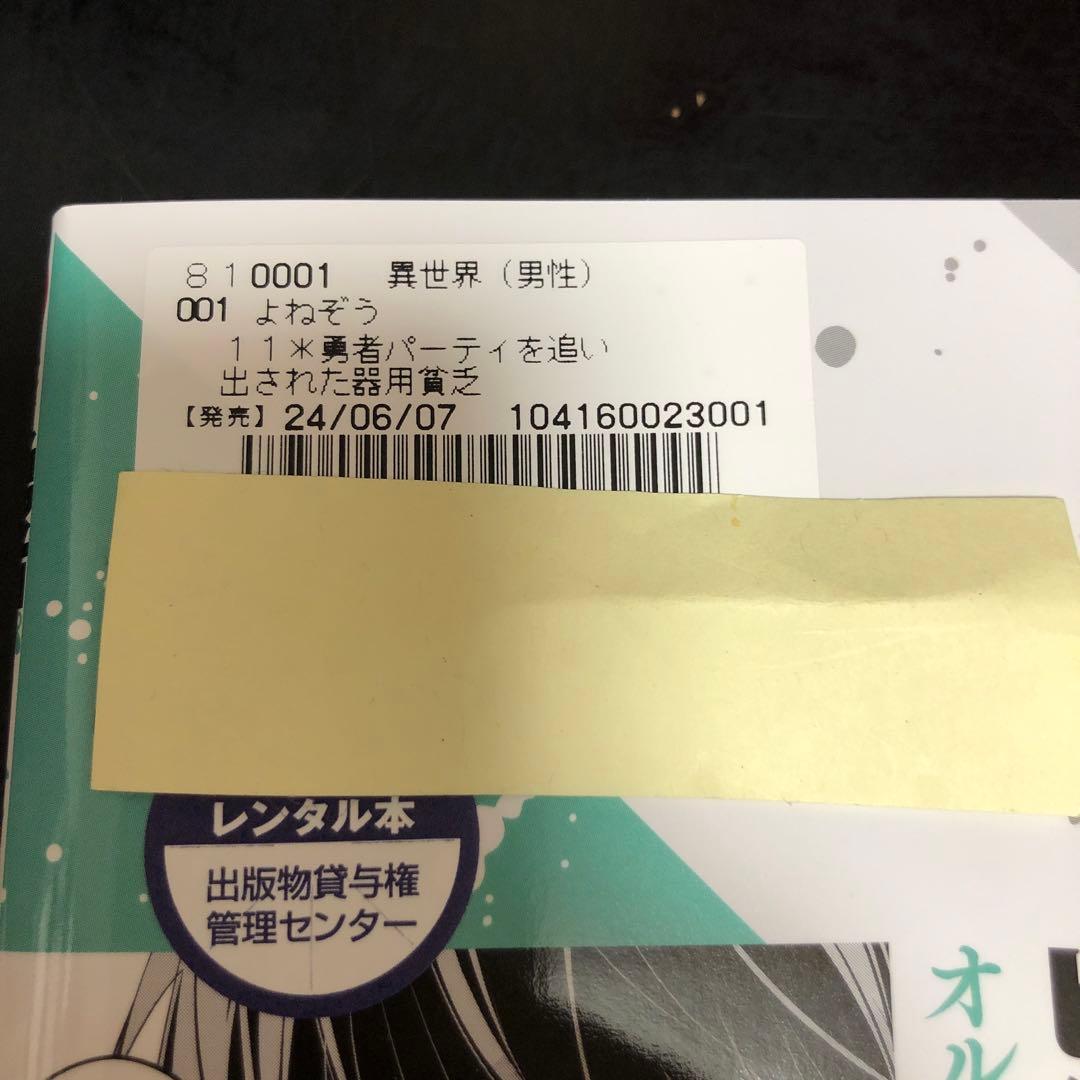 ８１0001 異世界（男性）
001 よねぞう
１１＊勇者パーティを追い
出された器用貧乏
【発売】24/06/07 104160023001
レンタル本
出版物貸与権
管理センター
オル